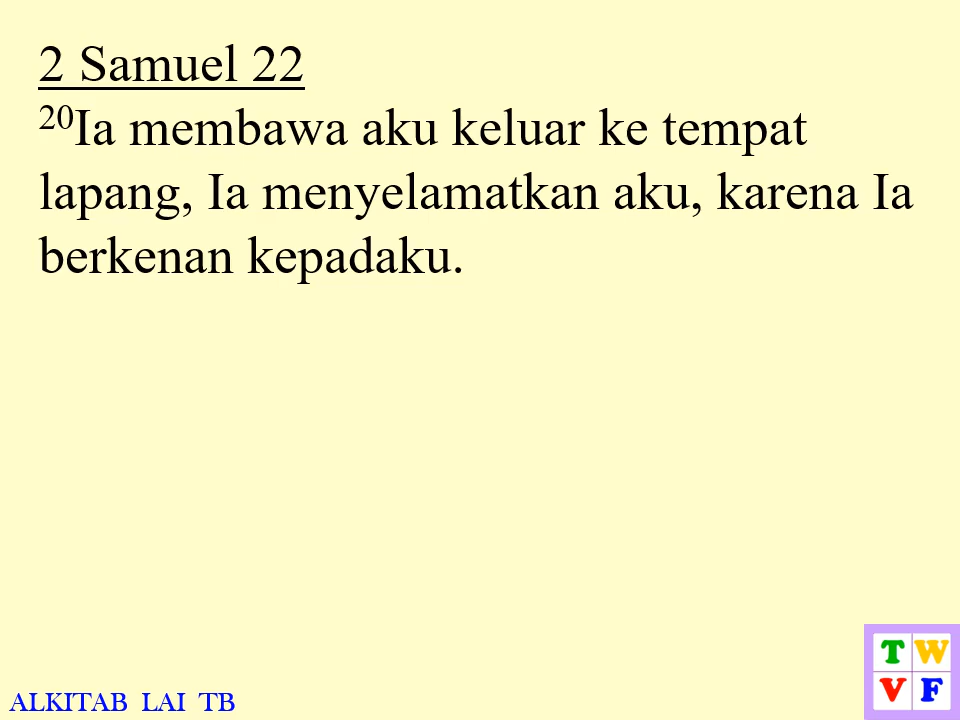 2 Samuel 22
20Ia membawa aku keluar ke tempat
lapang, Ia menyelamatkan aku, karena Ia
berkenan kepadaku.
ALKITAB LAI TB
T W
V F